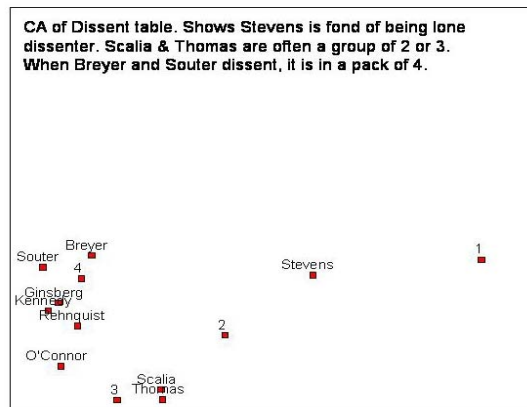 CA of Dissent table. Shows Stevens is fond of being lone
dissenter. Scalia & Thomas are often a group of 2 or 3.
When Breyer and Souter dissent, it is in a pack of 4.
Breyer
1
Souter
4
Stevens
Ginsberg
Kennedy
Rehnquist
2
O'Connor
Scalia
3
Thomas